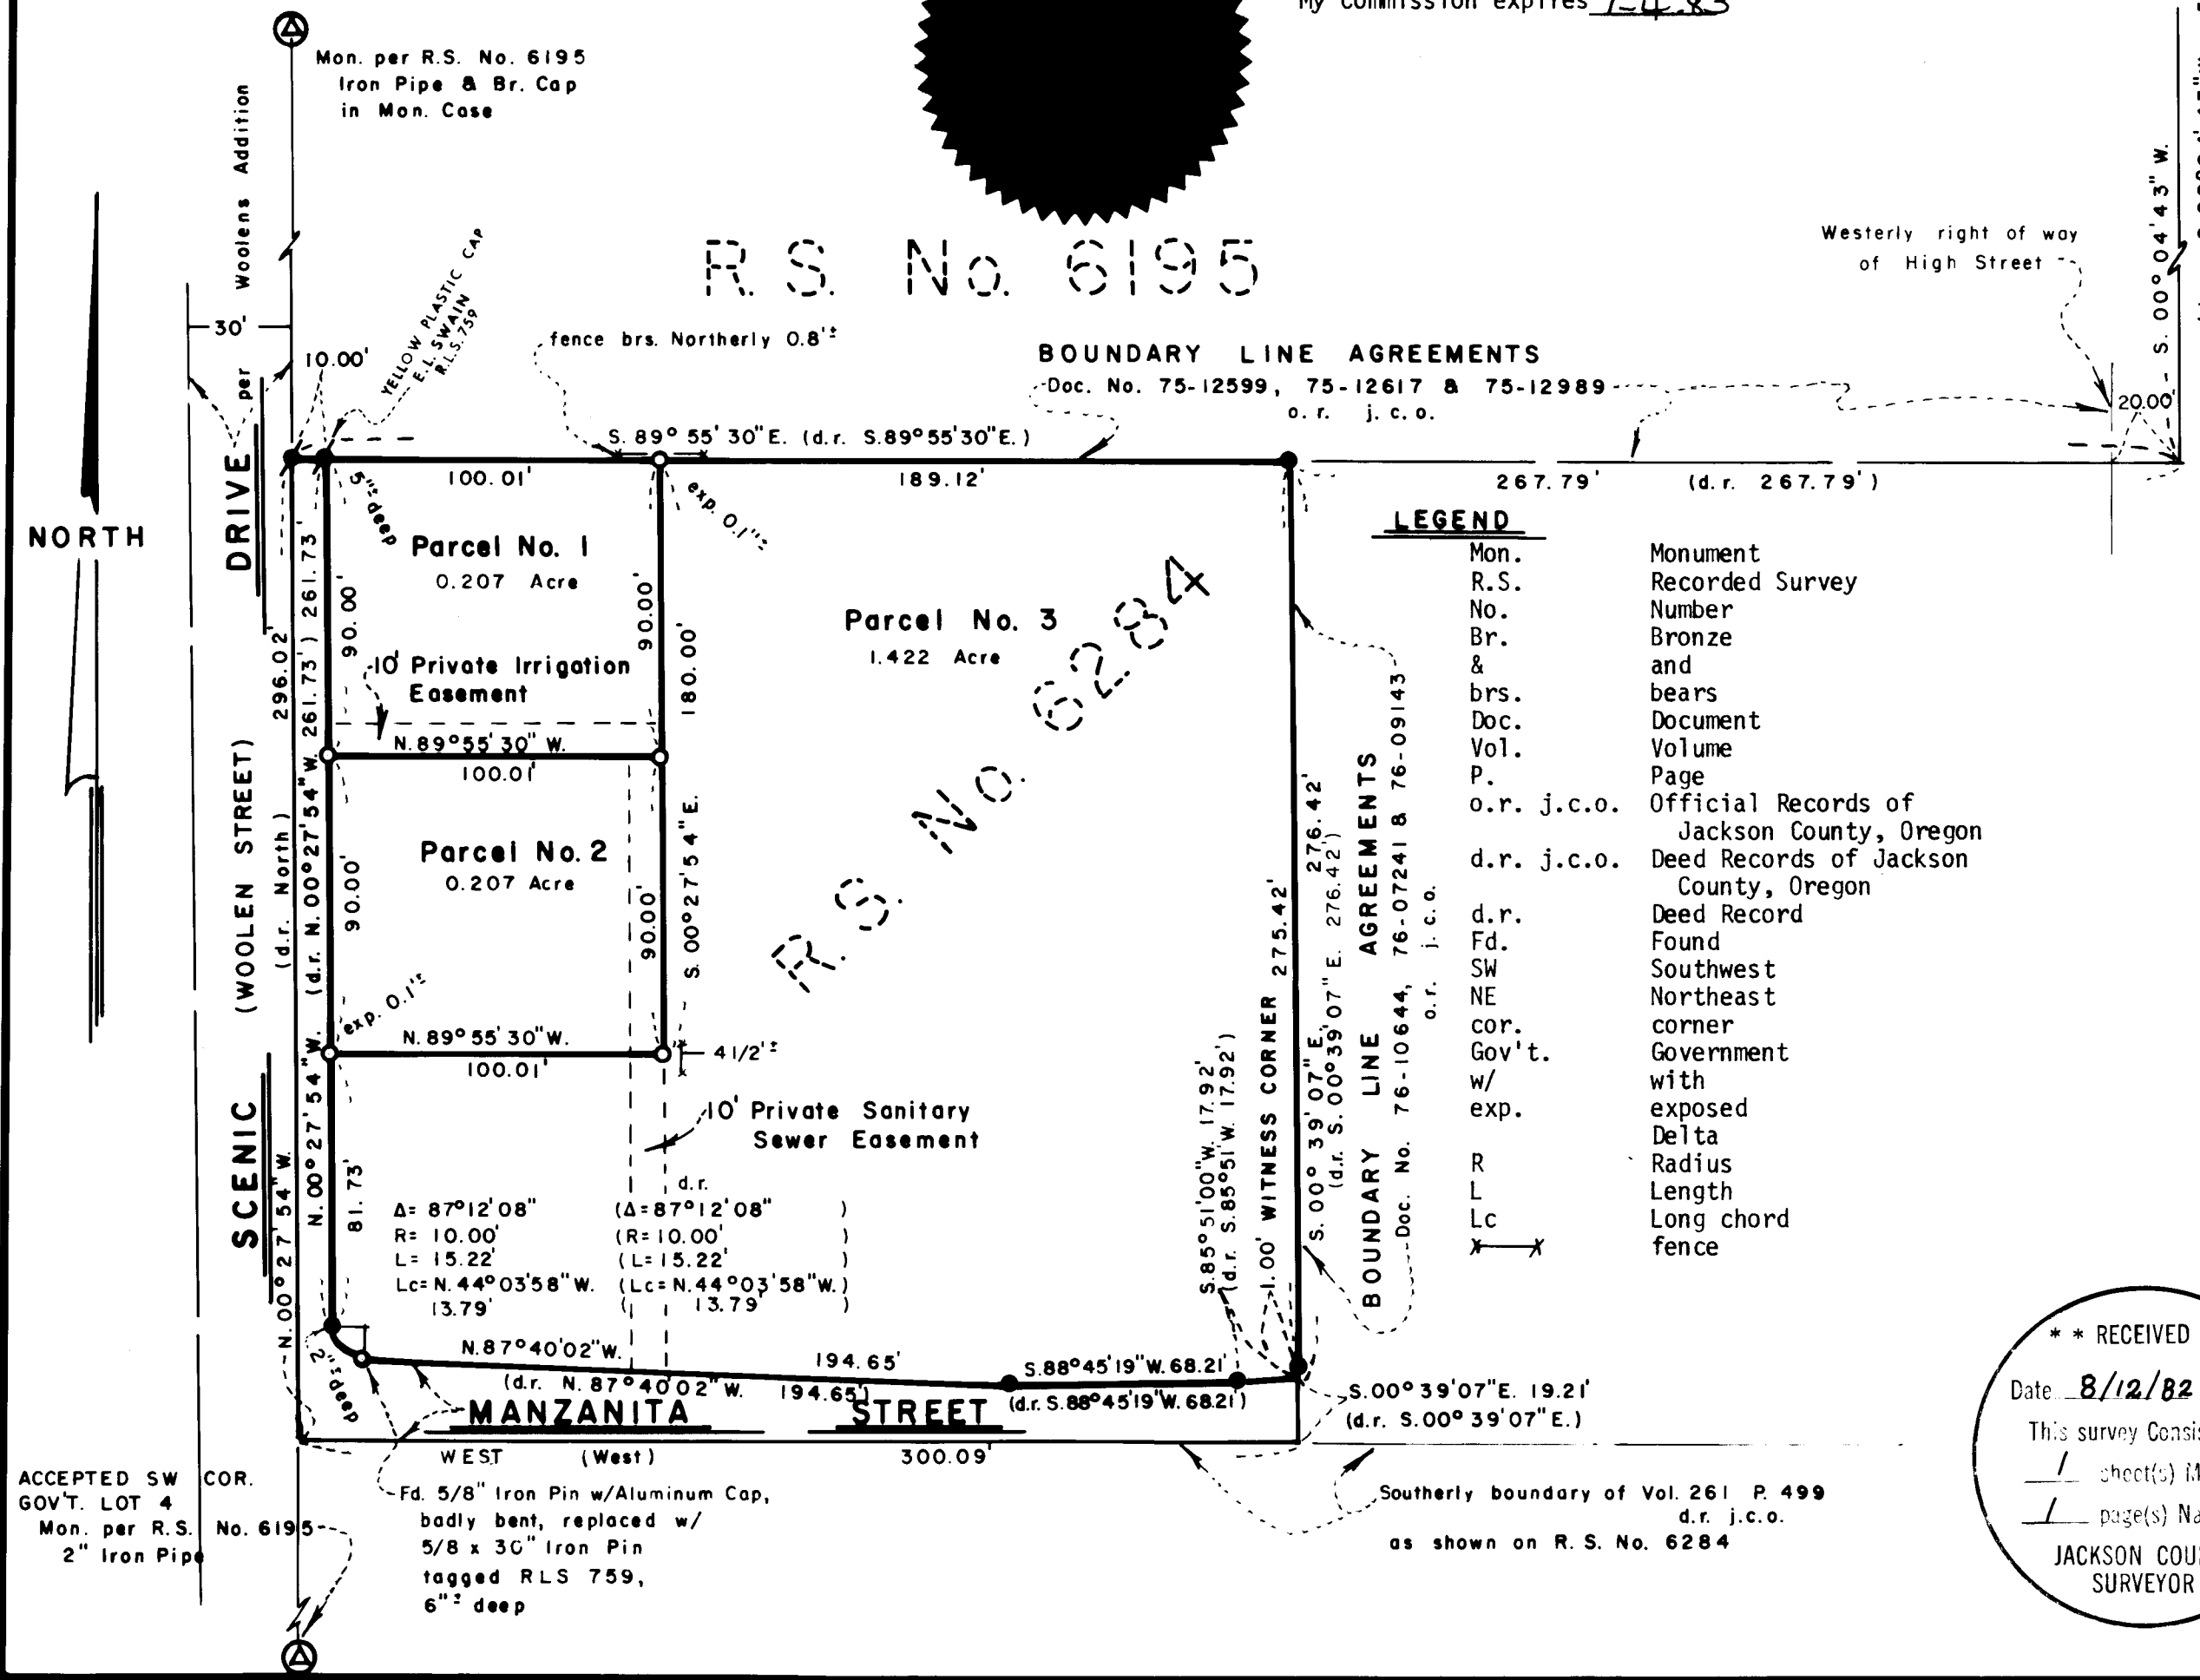 My Commission expires 1-4-83
Mon. per R.S. No. 6195
Iron Pipe & Br. Cap
in Mon. Case
per Woolens Addition
R.S. No. 6195
Westerly right of way
of High Street
S. 00° 04' 43" W.
30'
10.00'
YELLOW PLASTIC CAP
E.L. SWAIN
R.L.S. 759
fence brs. Northerly 0.8'±
BOUNDARY LINE AGREEMENTS
Doc. No. 75-12599, 75-12617 & 75-12989
o. r. j. c. o.
20.00'
S. 89° 55' 30" E. (d.r. S.89°55'30"E.)
100.01'
189.12'
267.79' (d.r. 267.79')
5"± deep
exp. 0.1'±
NORTH
DRIVE
Parcel No. 1
0.207 Acre
90.00'
90.00'
180.00'
10' Private Irrigation
Easement
N. 89°55'30" W.
100.01'
Parcel No. 3
1.422 Acre
R. S. No. 6284
LEGEND
Mon. Monument
R.S. Recorded Survey
No. Number
Br. Bronze
& and
brs. bears
Doc. Document
Vol. Volume
P. Page
o.r. j.c.o. Official Records of
Jackson County, Oregon
d.r. j.c.o. Deed Records of Jackson
County, Oregon
d.r. Deed Record
Fd. Found
SW Southwest
NE Northeast
cor. corner
Gov't. Government
w/ with
exp. exposed
Delta
R Radius
L Length
Lc Long chord
fence
296.02'
(d.r. North)
N. 00° 27' 54" W.
N. 00° 27' 54" W. 261.73'
(d.r. N. 00°27'54" W. 261.73')
SCENIC
(WOOLEN STREET)
Parcel No. 2
0.207 Acre
90.00'
90.00'
S. 00°27'54" E.
exp. 0.1'±
N. 89° 55' 30" W.
100.01'
4 1/2'±
10' Private Sanitary
Sewer Easement
81.73'
Δ= 87°12'08"
R= 10.00'
L= 15.22'
Lc= N. 44° 03'58" W.
13.79'
d.r.
(Δ=87°12'08" )
(R=10.00' )
(L=15.22' )
(Lc=N.44°03'58"W.)
( 13.79' )
S.85°51'00"W. 17.92'
(d.r. S.85°51'W. 17.92')
1.00' WITNESS CORNER 275.42'
S. 00° 39' 07" E. 276.42'
(d.r. S. 00°39'07" E. 276.42')
BOUNDARY LINE AGREEMENTS
Doc. No. 76-10644, 76-07241 & 76-09143
o. r. j. c. o.
2"± deep
N. 87°40'02"W. 194.65'
(d.r. N. 87°40'02" W. 194.65')
S.88°45'19"W. 68.21'
(d.r. S.88°45'19"W. 68.21')
S.00°39'07"E. 19.21'
(d.r. S.00° 39'07"E.)
MANZANITA STREET
WEST (West) 300.09'
ACCEPTED SW COR.
GOV'T. LOT 4
Mon. per R.S. No. 6195
2" Iron Pipe
Fd. 5/8" Iron Pin w/Aluminum Cap,
badly bent, replaced w/
5/8 x 30" Iron Pin
tagged RLS 759,
6"± deep
Southerly boundary of Vol. 261 P. 499
d.r. j.c.o.
as shown on R. S. No. 6284
* * RECEIVED
Date 8/12/82
This survey Consis
1 sheet(s) M
1 page(s) Na
JACKSON COU
SURVEYOR